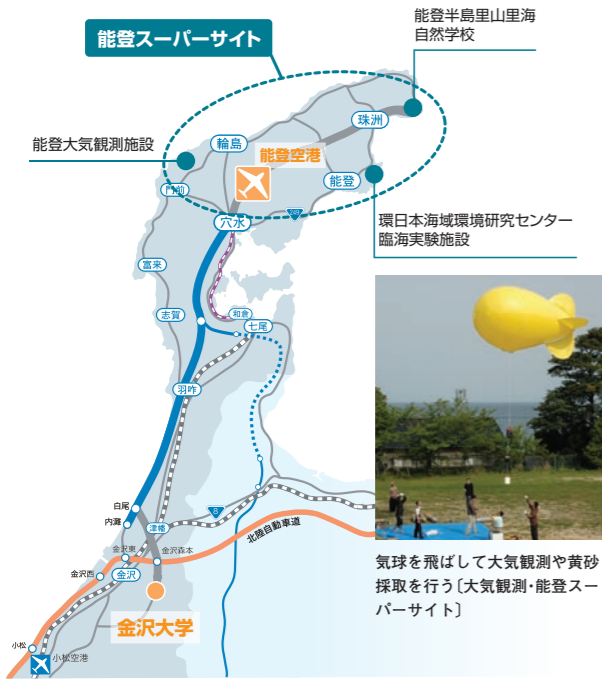 能登半島里山里海
自然学校
能登スーパーサイト
珠洲
輪島
能登大気観測施設
能登空港
能登
門前
249
穴水
環日本海域環境研究センター
臨海実験施設
富来
和倉
志賀
七尾
羽咋
白尾
8
内灘
津幡
北陸自動車道
金沢東
金沢森本
金沢西
金沢
金沢大学
小松
小松空港
気球を飛ばして大気観測や黄砂
採取を行う〔大気観測・能登スー
パーサイト〕